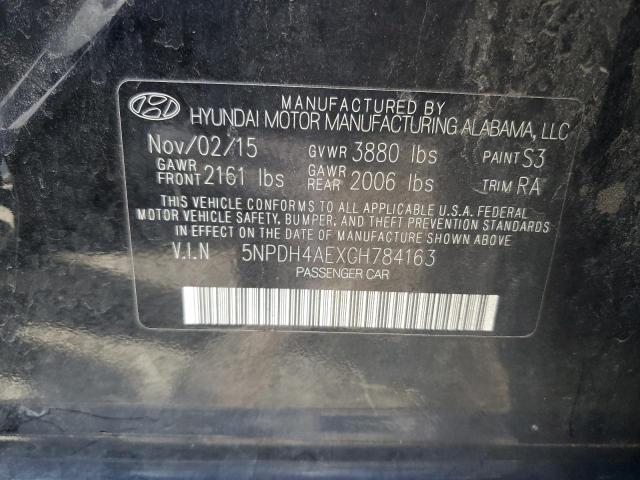 MANUFACTURED BY
HYUNDAI MOTOR MANUFACTURING ALABAMA, LLC
Nov/02/15 GVWR 3880 lbs PAINT S3
GAWR FRONT 2161 lbs GAWR REAR 2006 lbs TRIM RA
THIS VEHICLE CONFORMS TO ALL APPLICABLE U.S.A. FEDERAL
MOTOR VEHICLE SAFETY, BUMPER, AND THEFT PREVENTION STANDARDS
IN EFFECT ON THE DATE OF MANUFACTURE SHOWN ABOVE
V.I.N 5NPDH4AEXGH784163
PASSENGER CAR